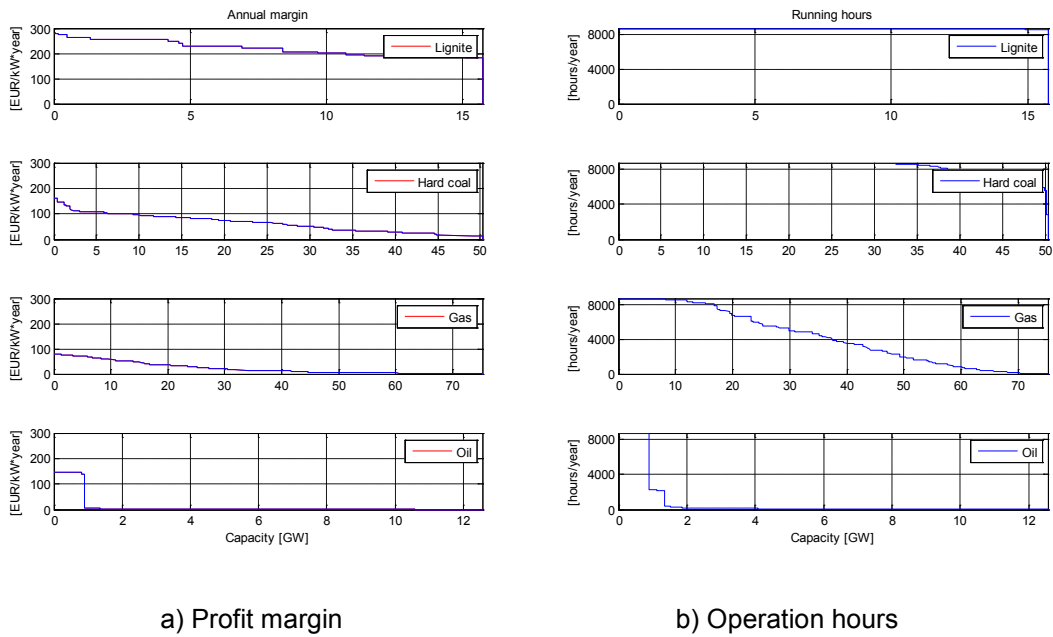 Annual margin
[EUR/kW*year]
300
200
100
0
Lignite
0 5 10 15
Running hours
[hours/year]
8000
4000
0
Lignite
0 5 10 15
[EUR/kW*year]
300
200
100
0
Hard coal
0 5 10 15 20 25 30 35 40 45 50
[hours/year]
8000
4000
0
Hard coal
0 5 10 15 20 25 30 35 40 45 50
[EUR/kW*year]
300
200
100
0
Gas
0 10 20 30 40 50 60 70
[hours/year]
8000
4000
0
Gas
0 10 20 30 40 50 60 70
[EUR/kW*year]
300
200
100
0
Oil
0 2 4 6 8 10 12
Capacity [GW]
[hours/year]
8000
4000
0
Oil
0 2 4 6 8 10 12
Capacity [GW]
a) Profit margin
b) Operation hours